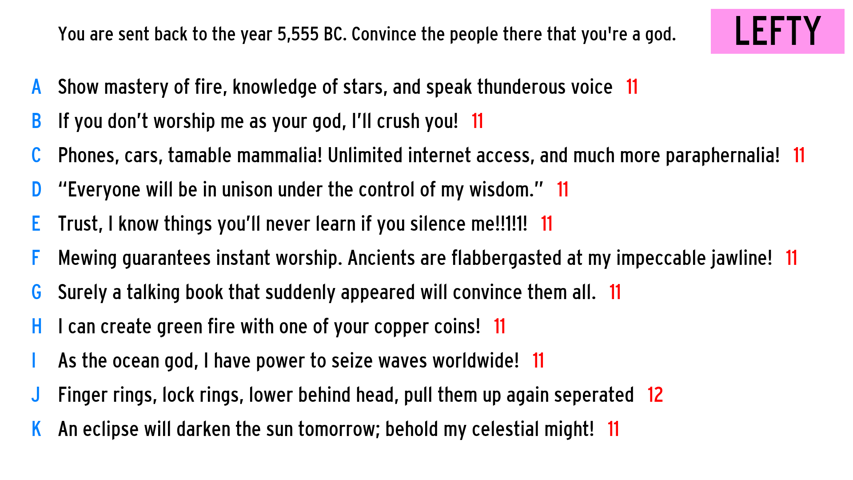 You are sent back to the year 5,555 BC. Convince the people there that you're a god.
LEFTY
A Show mastery of fire, knowledge of stars, and speak thunderous voice 11
B If you don’t worship me as your god, I’ll crush you! 11
C Phones, cars, tamable mammalia! Unlimited internet access, and much more paraphernalia! 11
D “Everyone will be in unison under the control of my wisdom.” 11
E Trust, I know things you’ll never learn if you silence me!!1!1! 11
F Mewing guarantees instant worship. Ancients are flabbergasted at my impeccable jawline! 11
G Surely a talking book that suddenly appeared will convince them all. 11
H I can create green fire with one of your copper coins! 11
I As the ocean god, I have power to seize waves worldwide! 11
J Finger rings, lock rings, lower behind head, pull them up again seperated 12
K An eclipse will darken the sun tomorrow; behold my celestial might! 11